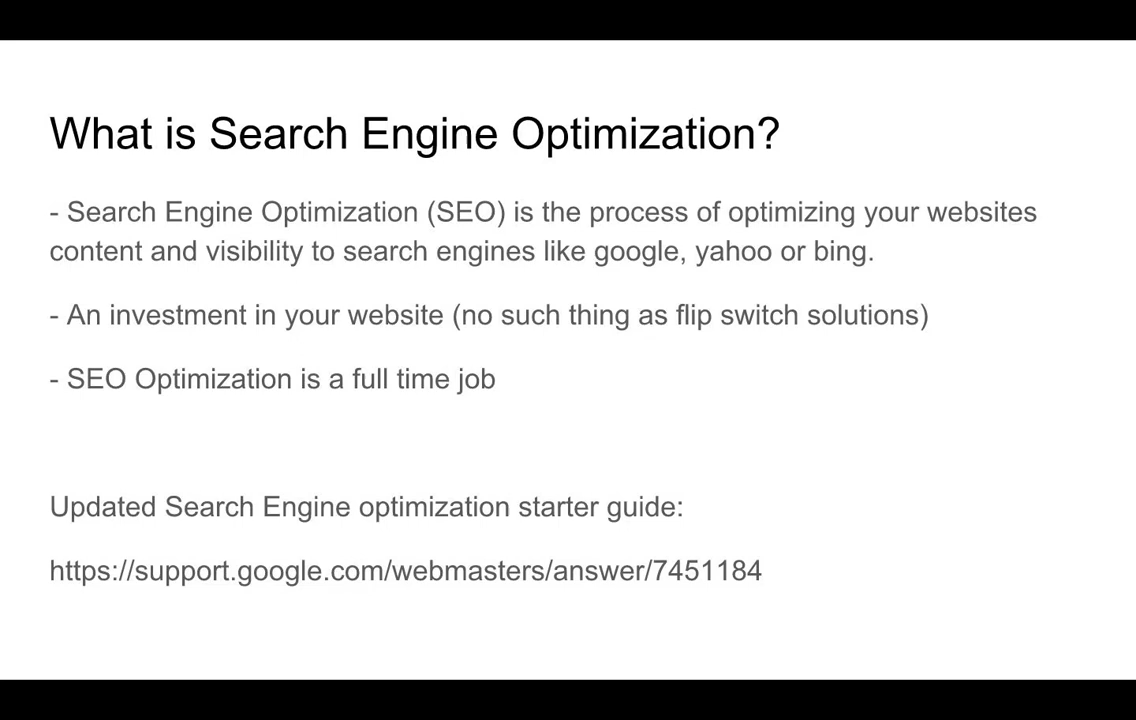 What is Search Engine Optimization?
- Search Engine Optimization (SEO) is the process of optimizing your websites
content and visibility to search engines like google, yahoo or bing.
- An investment in your website (no such thing as flip switch solutions)
- SEO Optimization is a full time job
Updated Search Engine optimization starter guide:
https://support.google.com/webmasters/answer/7451184